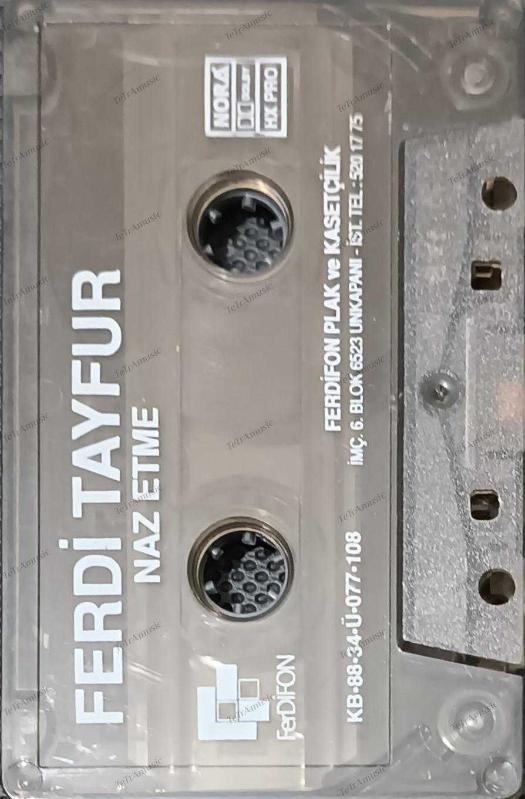 FERDİ TAYFUR
NAZ ETME
FerDİFON
NORA
DOLBY
HX PRO
KB-88-34-Ü-077-108
FERDİFON PLAK ve KASETÇİLİK
İMÇ. 6. BLOK 6523 UNKAPANI - İST. TEL : 520 17 75
TeTrAmusic